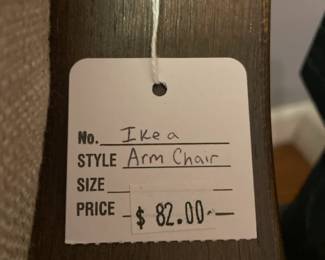 No. Ikea
STYLE Arm Chair
SIZE
PRICE $ 82.00